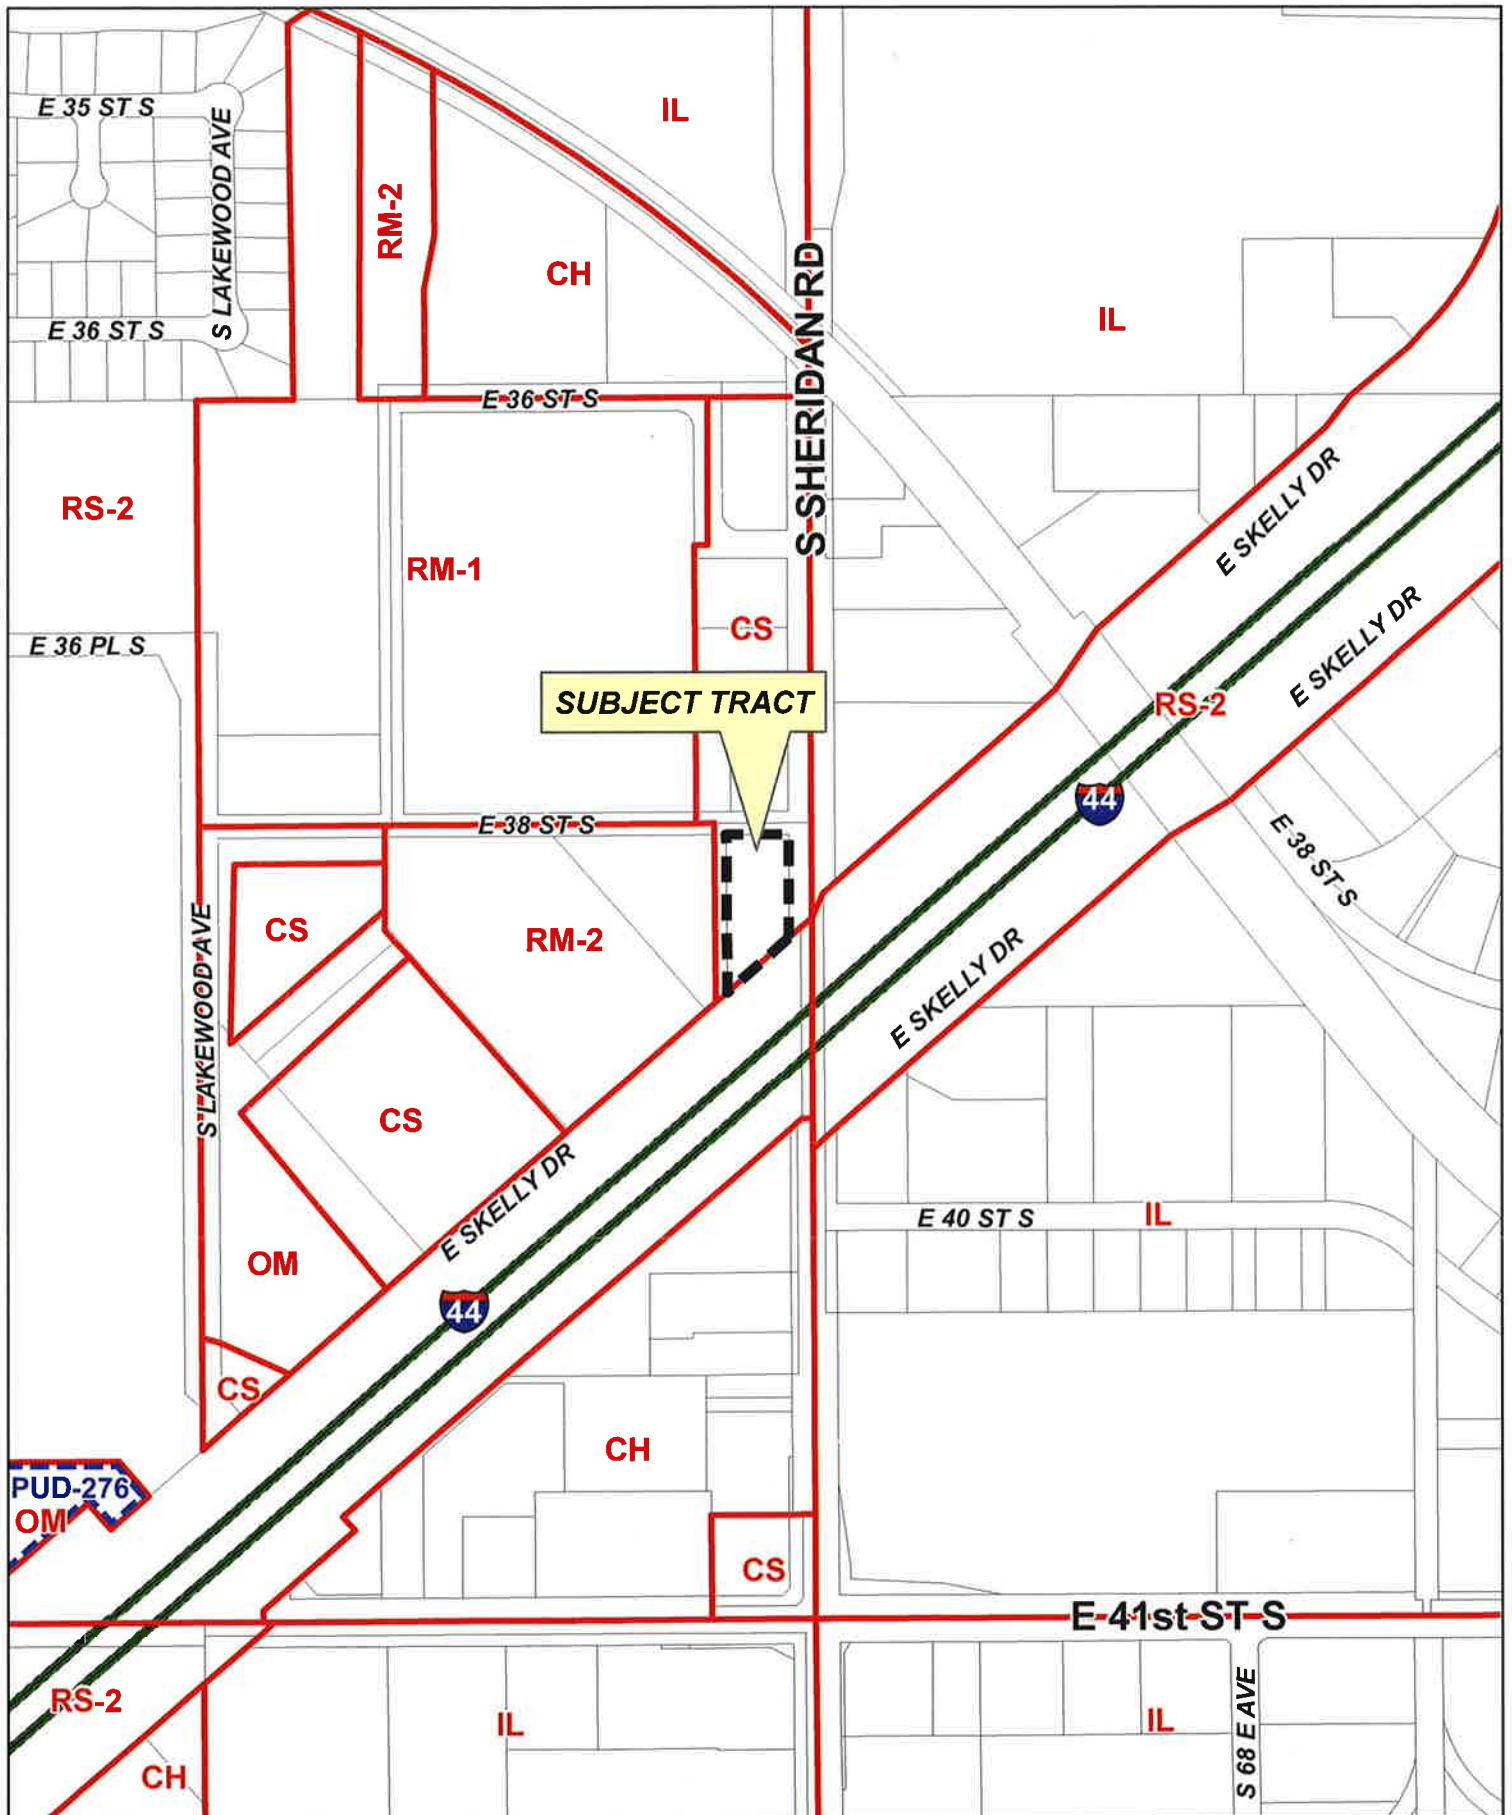 IL
E 35 ST S
S LAKEWOOD AVE
RM-2
CH
S SHERIDAN RD
IL
E 36 ST S
E 36 ST S
RS-2
RM-1
E SKELLY DR
CS
E 36 PL S
E SKELLY DR
SUBJECT TRACT
RS-2
44
E 38 ST S
E 38 ST S
CS
RM-2
S LAKEWOOD AVE
E SKELLY DR
CS
E SKELLY DR
E 40 ST S
IL
OM
44
CS
CH
PUD-276
OM
CS
E 41st ST S
RS-2
IL
IL
S 68 E AVE
CH